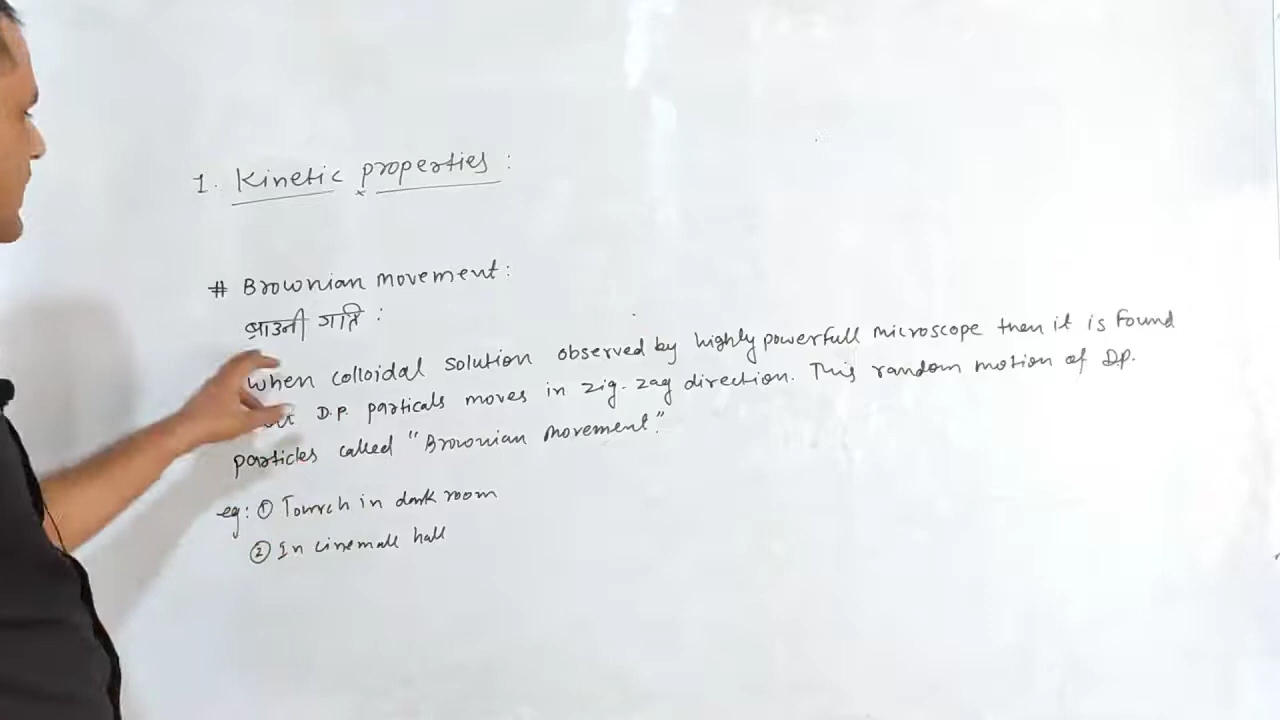 1. Kinetic properties :
# Brownian movement :
ब्राउनी गति :
when colloidal solution observed by highly powerfull microscope then it is found
D.P. particals moves in zig-zag direction. This random motion of D.P.
particles called "Brownian movement"
eg: ① Tourch in dark room
② In cinemall hall